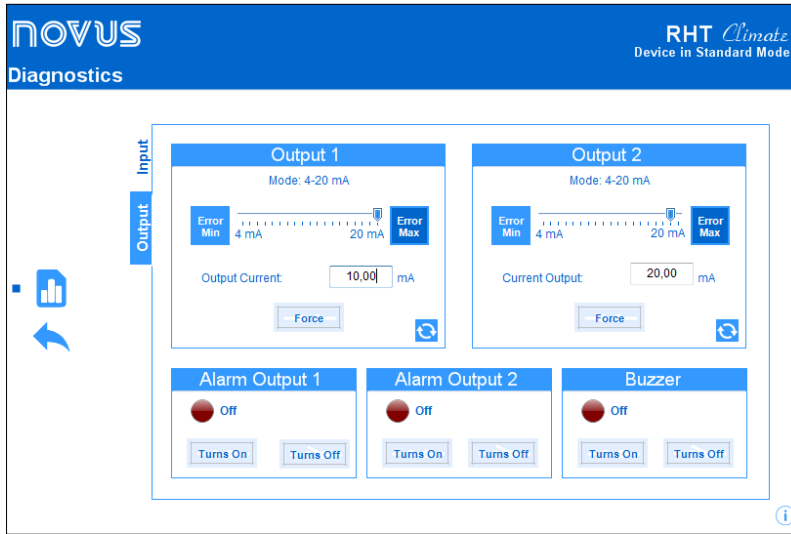 NOVUS
RHT Climate
Device in Standard Mode
Diagnostics
Input
Output
Output 1
Mode: 4-20 mA
Error Min
4 mA
20 mA
Error Max
Output Current:
10,00
mA
Force
Output 2
Mode: 4-20 mA
Error Min
4 mA
20 mA
Error Max
Current Output:
20,00
mA
Force
Alarm Output 1
Off
Turns On
Turns Off
Alarm Output 2
Off
Turns On
Turns Off
Buzzer
Off
Turns On
Turns Off
i